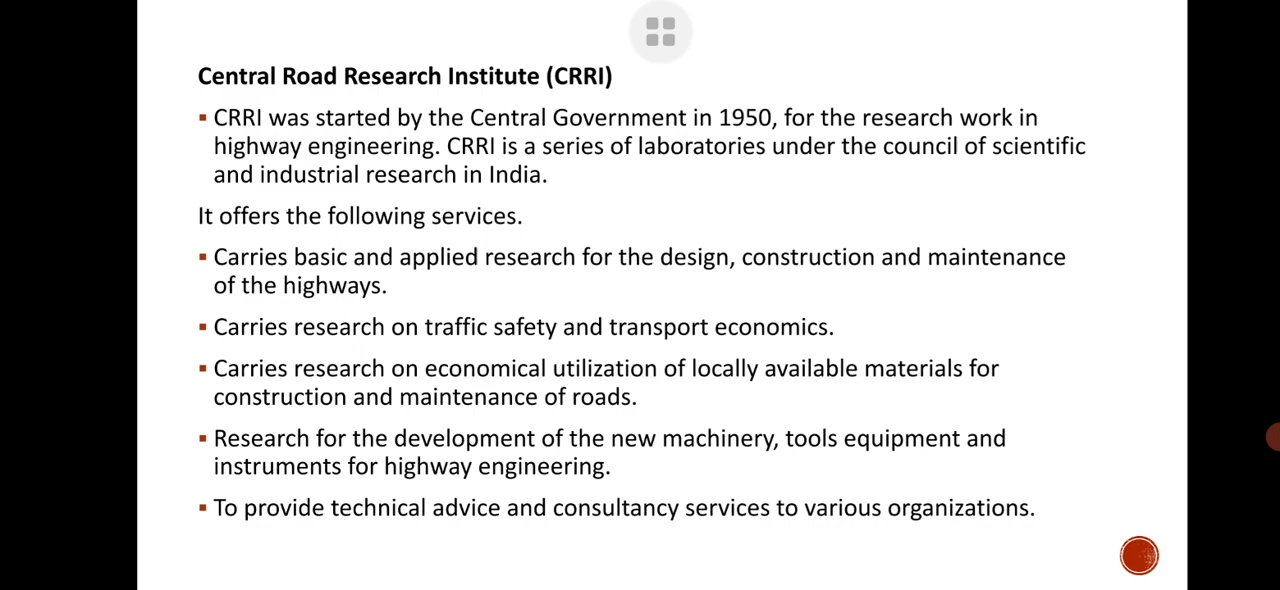 Central Road Research Institute (CRRI)
▪ CRRI was started by the Central Government in 1950, for the research work in
highway engineering. CRRI is a series of laboratories under the council of scientific
and industrial research in India.
It offers the following services.
▪ Carries basic and applied research for the design, construction and maintenance
of the highways.
▪ Carries research on traffic safety and transport economics.
▪ Carries research on economical utilization of locally available materials for
construction and maintenance of roads.
▪ Research for the development of the new machinery, tools equipment and
instruments for highway engineering.
▪ To provide technical advice and consultancy services to various organizations.